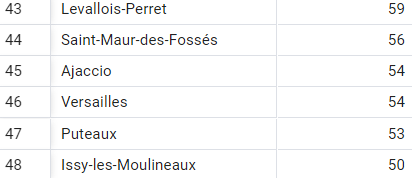 43 Levallois-Perret 59
44 Saint-Maur-des-Fossés 56
45 Ajaccio 54
46 Versailles 54
47 Puteaux 53
48 Issy-les-Moulineaux 50